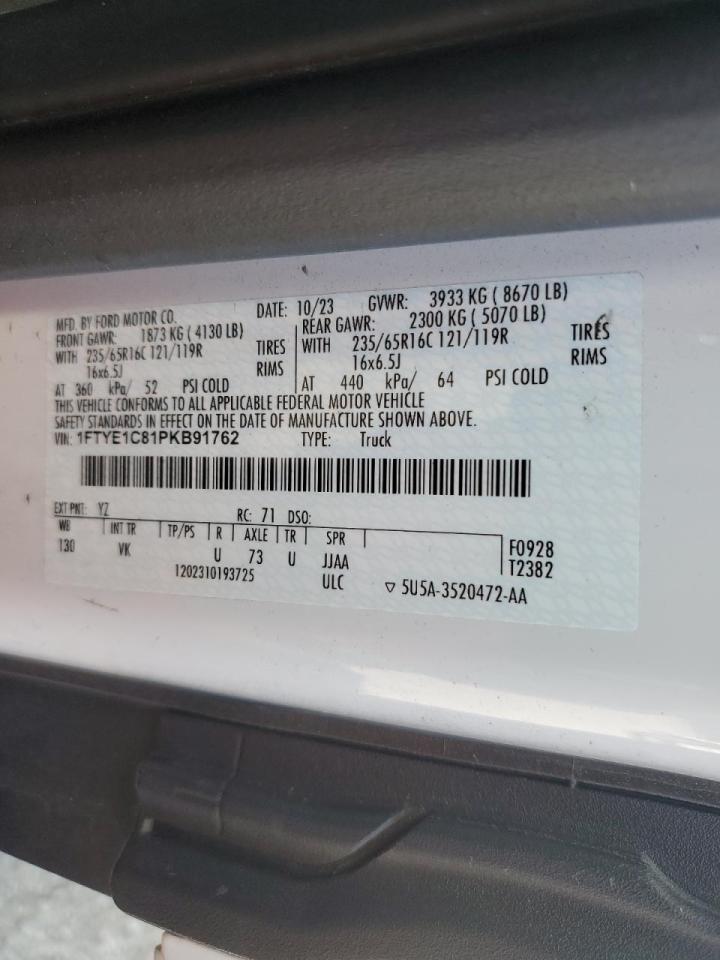 MFD. BY FORD MOTOR CO. DATE: 10/23 GVWR: 3933 KG ( 8670 LB)
FRONT GAWR: 1873 KG ( 4130 LB) REAR GAWR: 2300 KG ( 5070 LB)
WITH 235/65R16C 121/119R TIRES WITH 235/65R16C 121/119R TIRES
16x6.5J RIMS 16x6.5J RIMS
AT 360 kPa/ 52 PSI COLD AT 440 kPa/ 64 PSI COLD
THIS VEHICLE CONFORMS TO ALL APPLICABLE FEDERAL MOTOR VEHICLE
SAFETY STANDARDS IN EFFECT ON THE DATE OF MANUFACTURE SHOWN ABOVE.
VIN: 1FTYE1C81PKB91762 TYPE: Truck
EXT PNT: YZ RC: 71 DSO:
WB INT TR TP/PS R AXLE TR SPR
130 VK U 73 U JJAA F0928
1202310193725 ULC T2382
▽ 5U5A-3520472-AA